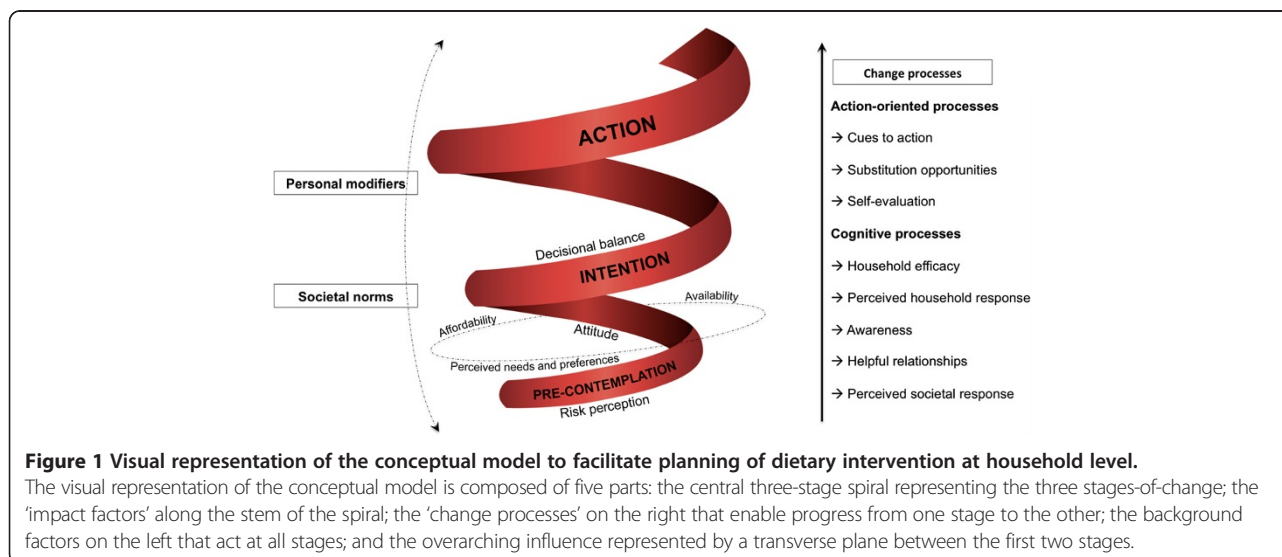 ACTION
Personal modifiers
Decisional balance
INTENTION
Societal norms
Availability
Affordability
Attitude
Perceived needs and preferences
PRE-CONTEMPLATION
Risk perception
Change processes
Action-oriented processes
→ Cues to action
→ Substitution opportunities
→ Self-evaluation
Cognitive processes
→ Household efficacy
→ Perceived household response
→ Awareness
→ Helpful relationships
→ Perceived societal response
Figure 1 Visual representation of the conceptual model to facilitate planning of dietary intervention at household level.
The visual representation of the conceptual model is composed of five parts: the central three-stage spiral representing the three stages-of-change; the
‘impact factors’ along the stem of the spiral; the ‘change processes’ on the right that enable progress from one stage to the other; the background
factors on the left that act at all stages; and the overarching influence represented by a transverse plane between the first two stages.